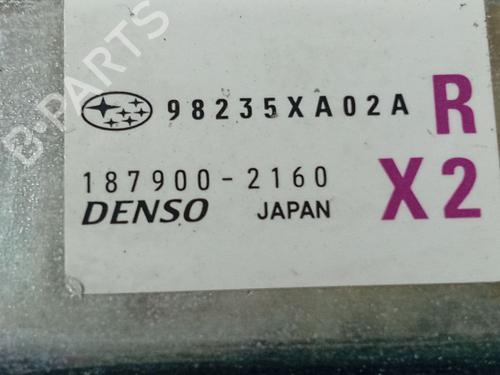 B-PARTS
98235XA02A R
187900-2160 X2
DENSO JAPAN